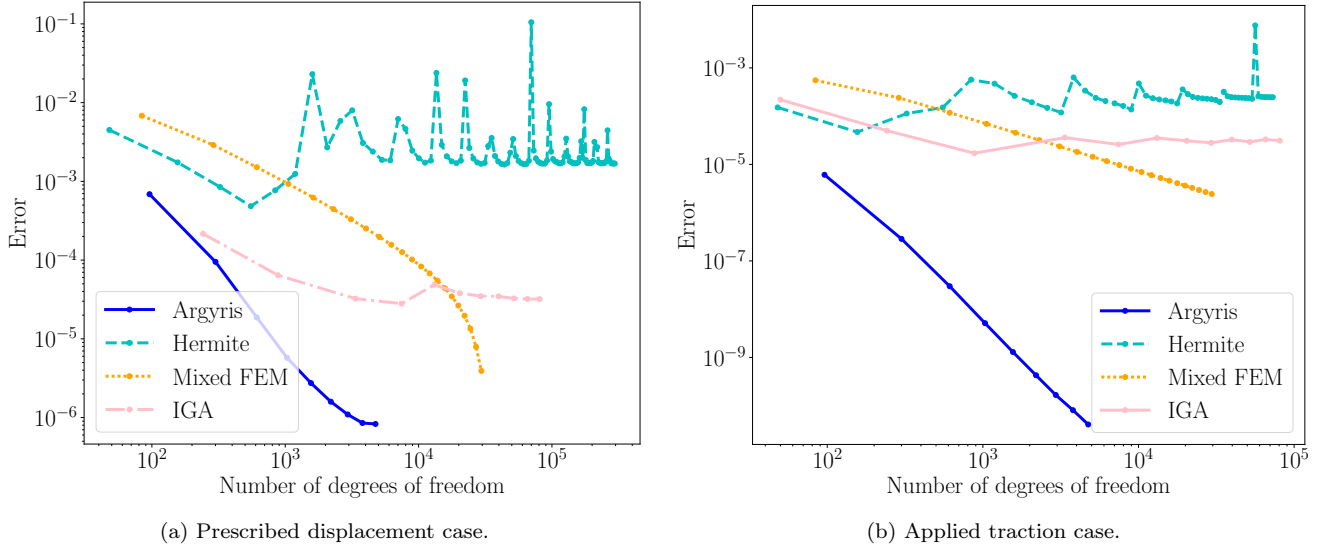 10^{-1}
10^{-2}
10^{-3}
10^{-4}
10^{-5}
10^{-6}
Error
Argyris
Hermite
Mixed FEM
IGA
10^2
10^3
10^4
10^5
Number of degrees of freedom
(a) Prescribed displacement case.
10^{-3}
10^{-5}
10^{-7}
10^{-9}
Error
Argyris
Hermite
Mixed FEM
IGA
10^2
10^3
10^4
10^5
Number of degrees of freedom
(b) Applied traction case.